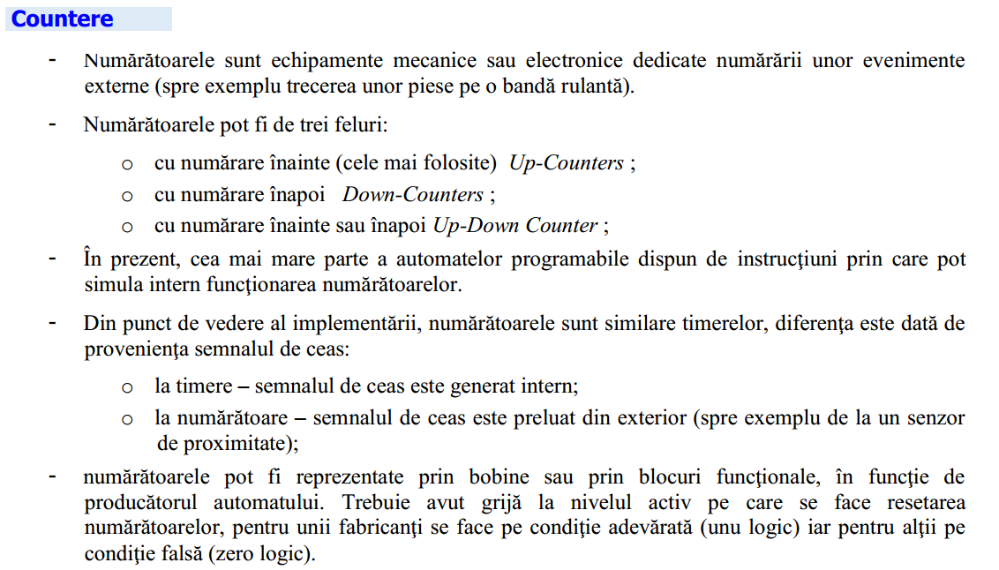 Countere
- Numărătoarele sunt echipamente mecanice sau electronice dedicate numărării unor evenimente
externe (spre exemplu trecerea unor piese pe o bandă rulantă).
- Numărătoarele pot fi de trei feluri:
o cu numărare înainte (cele mai folosite) Up-Counters ;
o cu numărare înapoi Down-Counters ;
o cu numărare înainte sau înapoi Up-Down Counter ;
- În prezent, cea mai mare parte a automatelor programabile dispun de instrucţiuni prin care pot
simula intern funcţionarea numărătoarelor.
- Din punct de vedere al implementării, numărătoarele sunt similare timerelor, diferenţa este dată de
provenienţa semnalul de ceas:
o la timere – semnalul de ceas este generat intern;
o la numărătoare – semnalul de ceas este preluat din exterior (spre exemplu de la un senzor
de proximitate);
- numărătoarele pot fi reprezentate prin bobine sau prin blocuri funcţionale, în funcţie de
producătorul automatului. Trebuie avut grijă la nivelul activ pe care se face resetarea
numărătoarelor, pentru unii fabricanţi se face pe condiţie adevărată (unu logic) iar pentru alţii pe
condiţie falsă (zero logic).